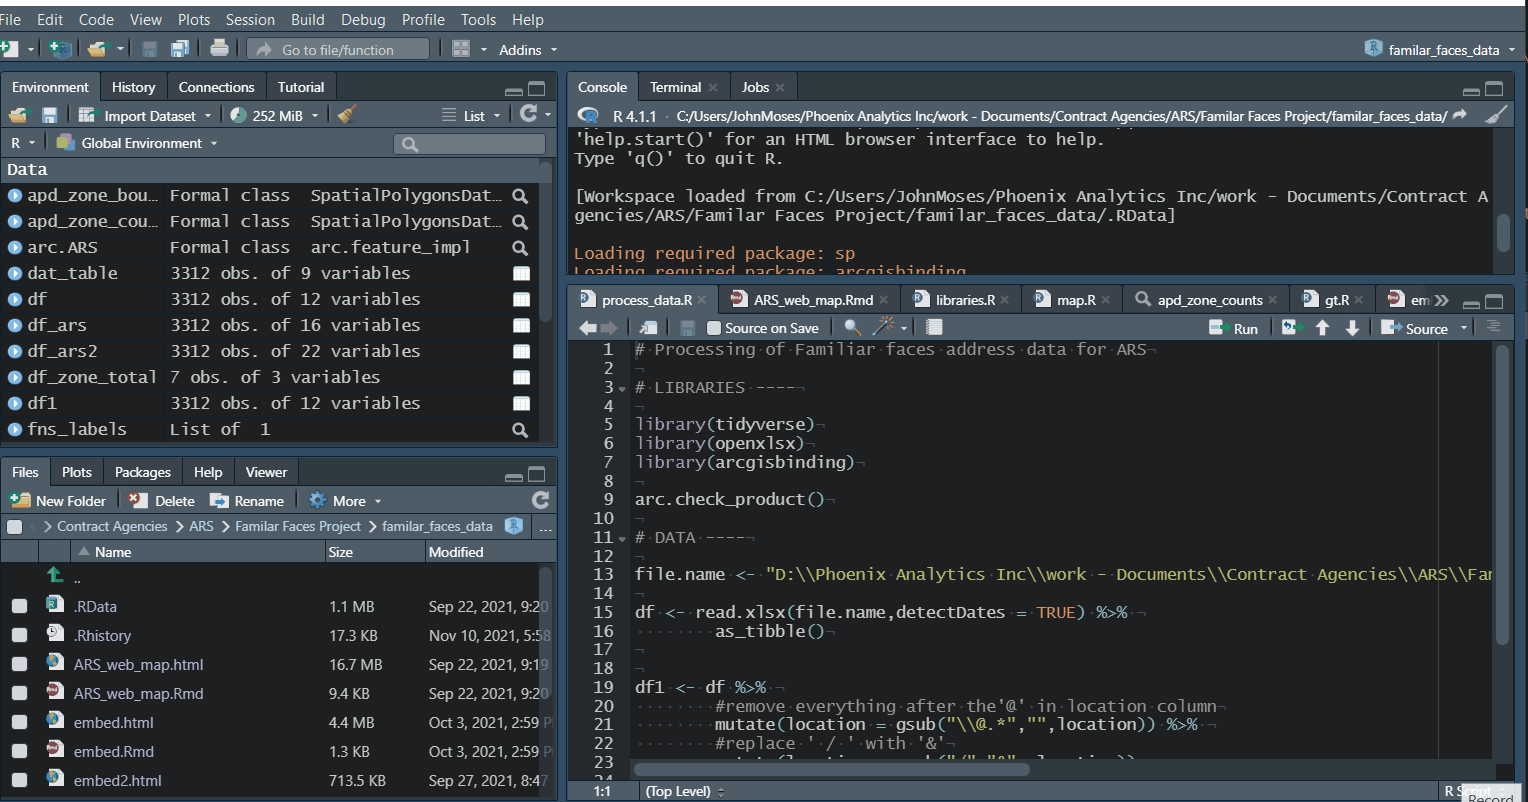 File Edit Code View Plots Session Build Debug Profile Tools Help
Go to file/function Addins familar_faces_data
Environment History Connections Tutorial
Import Dataset 252 MiB List
R Global Environment
Data
apd_zone_bou… Formal class SpatialPolygonsDat…
apd_zone_cou… Formal class SpatialPolygonsDat…
arc.ARS Formal class arc.feature_impl
dat_table 3312 obs. of 9 variables
df 3312 obs. of 12 variables
df_ars 3312 obs. of 16 variables
df_ars2 3312 obs. of 22 variables
df_zone_total 7 obs. of 3 variables
df1 3312 obs. of 12 variables
fns_labels List of 1
Files Plots Packages Help Viewer
New Folder Delete Rename More
s > Contract Agencies > ARS > Familar Faces Project > familar_faces_data ...
Name Size Modified
..
.RData 1.1 MB Sep 22, 2021, 9:20
.Rhistory 17.3 KB Nov 10, 2021, 5:58
ARS_web_map.html 16.7 MB Sep 22, 2021, 9:19
ARS_web_map.Rmd 9.4 KB Sep 22, 2021, 9:20
embed.html 4.4 MB Oct 3, 2021, 2:59 P
embed.Rmd 1.3 KB Oct 3, 2021, 2:59 P
embed2.html 713.5 KB Sep 27, 2021, 8:47
Console Terminal Jobs
R 4.1.1 · C:/Users/JohnMoses/Phoenix Analytics Inc/work - Documents/Contract Agencies/ARS/Familar Faces Project/familar_faces_data/
'help.start()' for an HTML browser interface to help.
Type 'q()' to quit R.
[Workspace loaded from C:/Users/JohnMoses/Phoenix Analytics Inc/work - Documents/Contract A
gencies/ARS/Familar Faces Project/familar_faces_data/.RData]
Loading required package: sp
Loading required package: arcgisbinding
process_data.R ARS_web_map.Rmd libraries.R map.R apd_zone_counts gt.R em
Source on Save Run Source
1 # Processing of Familiar faces address data for ARS
2
3 # LIBRARIES ----
4
5 library(tidyverse)
6 library(openxlsx)
7 library(arcgisbinding)
8
9 arc.check_product()
10
11 # DATA ----
12
13 file.name <- "D:\\Phoenix Analytics Inc\\work - Documents\\Contract Agencies\\ARS\\Fam
14
15 df <- read.xlsx(file.name,detectDates = TRUE) %>%
16 as_tibble()
17
18
19 df1 <- df %>%
20 #remove everything after the'@' in location column
21 mutate(location = gsub("\\@.*","",location)) %>%
22 #replace ' / ' with '&'
23
24
1:1 (Top Level) R Script
Record